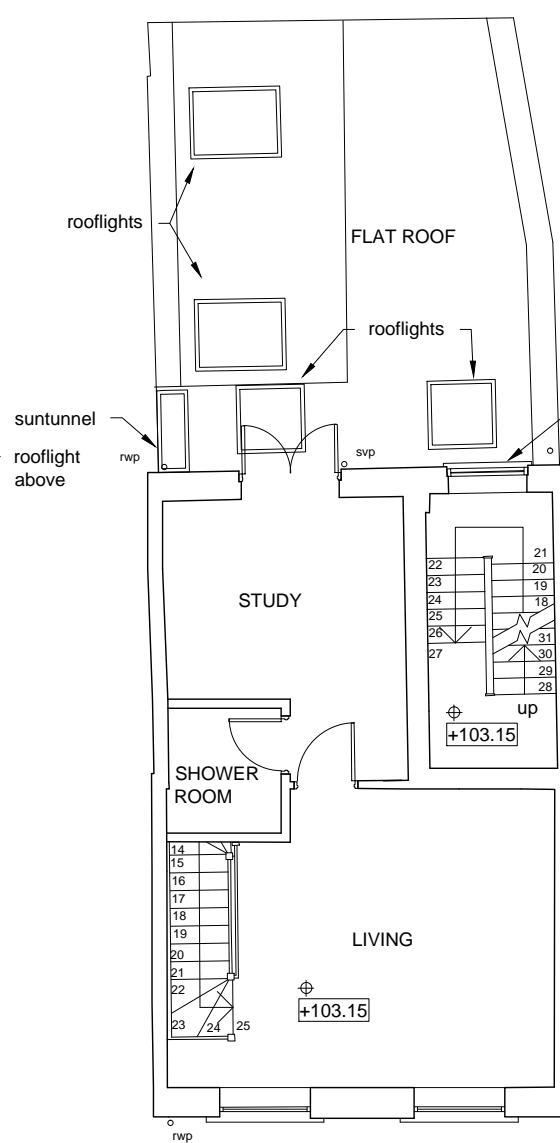 rooflights
FLAT ROOF
rooflights
suntunnel
rooflight
above
rwp
svp
STUDY
22
23
24
25
26
27
21
20
19
18
31
30
29
28
up
+103.15
SHOWER
ROOM
14
15
16
17
18
19
20
21
22
23
24
25
LIVING
+103.15
rwp